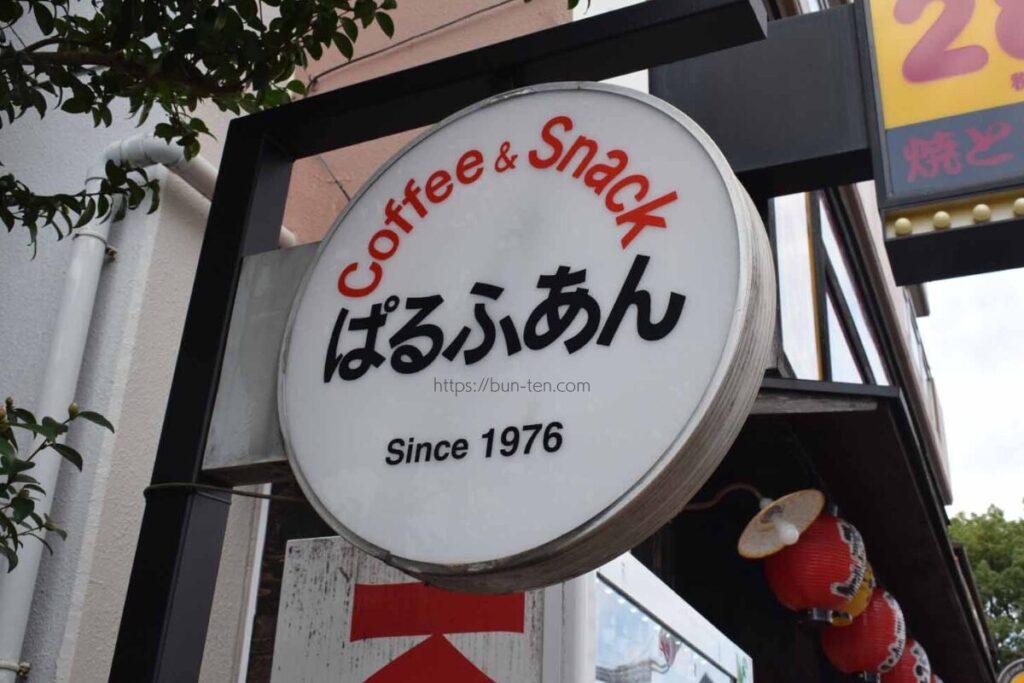 Coffee & Snack
ぱるふあん
https://bun-ten.com
Since 1976
焼と